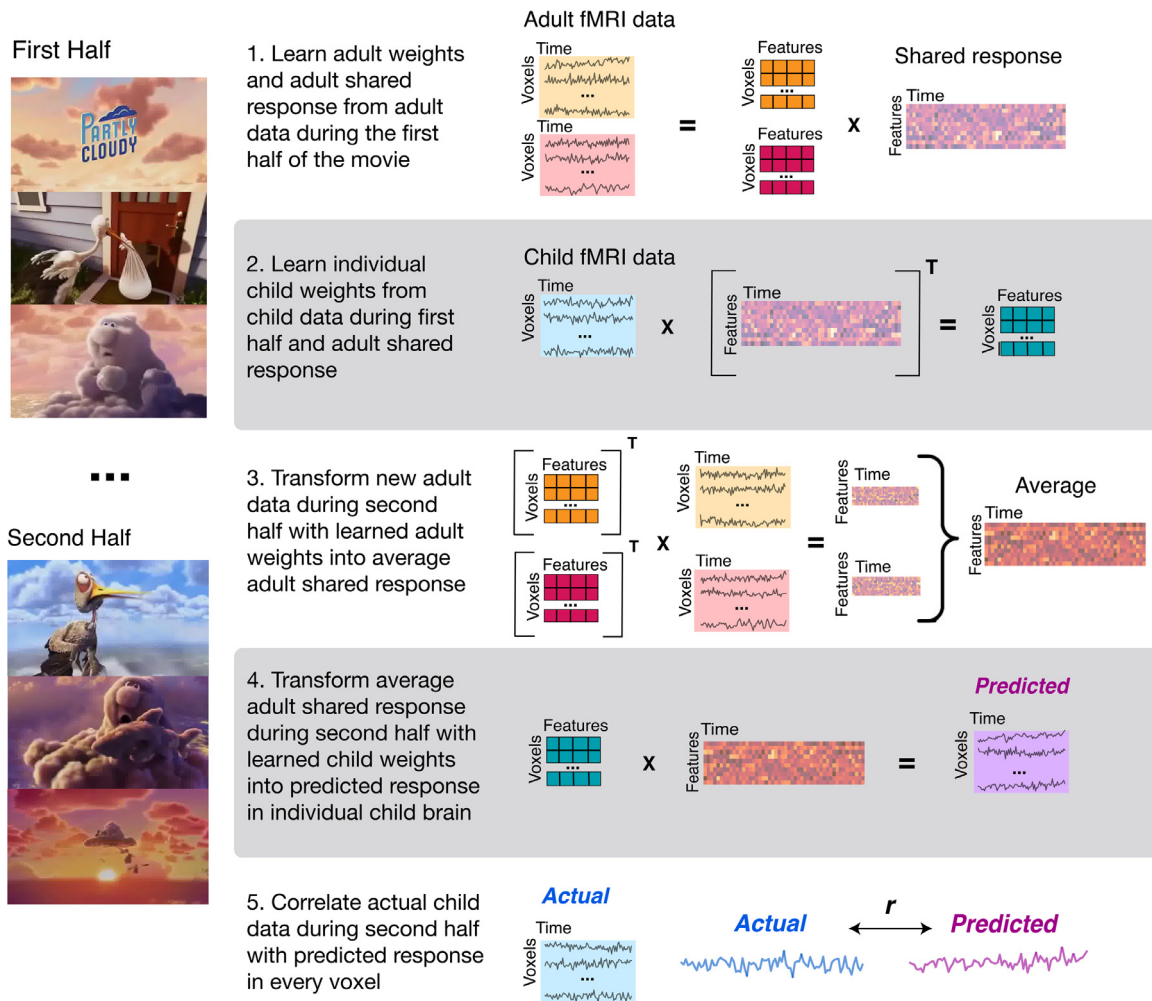 First Half
PARTLY
CLOUDY
1. Learn adult weights
and adult shared
response from adult
data during the first
half of the movie
Adult fMRI data
Time
Voxels
...
Time
Voxels
...
=
Features
Voxels
...
Voxels
...
x
Shared response
Time
Features
2. Learn individual
child weights from
child data during first
half and adult shared
response
Child fMRI data
Time
Voxels
...
x
Time
Features
T
=
Features
Voxels
...
...
3. Transform new adult
data during second
half with learned adult
weights into average
adult shared response
Features
Voxels
...
T
Features
Voxels
...
T
x
Time
Voxels
...
Time
Voxels
...
=
Time
Features
Time
Features
Average
Time
Features
Second Half
4. Transform average
adult shared response
during second half with
learned child weights
into predicted response
in individual child brain
Features
Voxels
...
x
Time
Features
=
Predicted
Time
Voxels
...
5. Correlate actual child
data during second half
with predicted response
in every voxel
Actual
Time
Voxels
...
Actual
r
Predicted